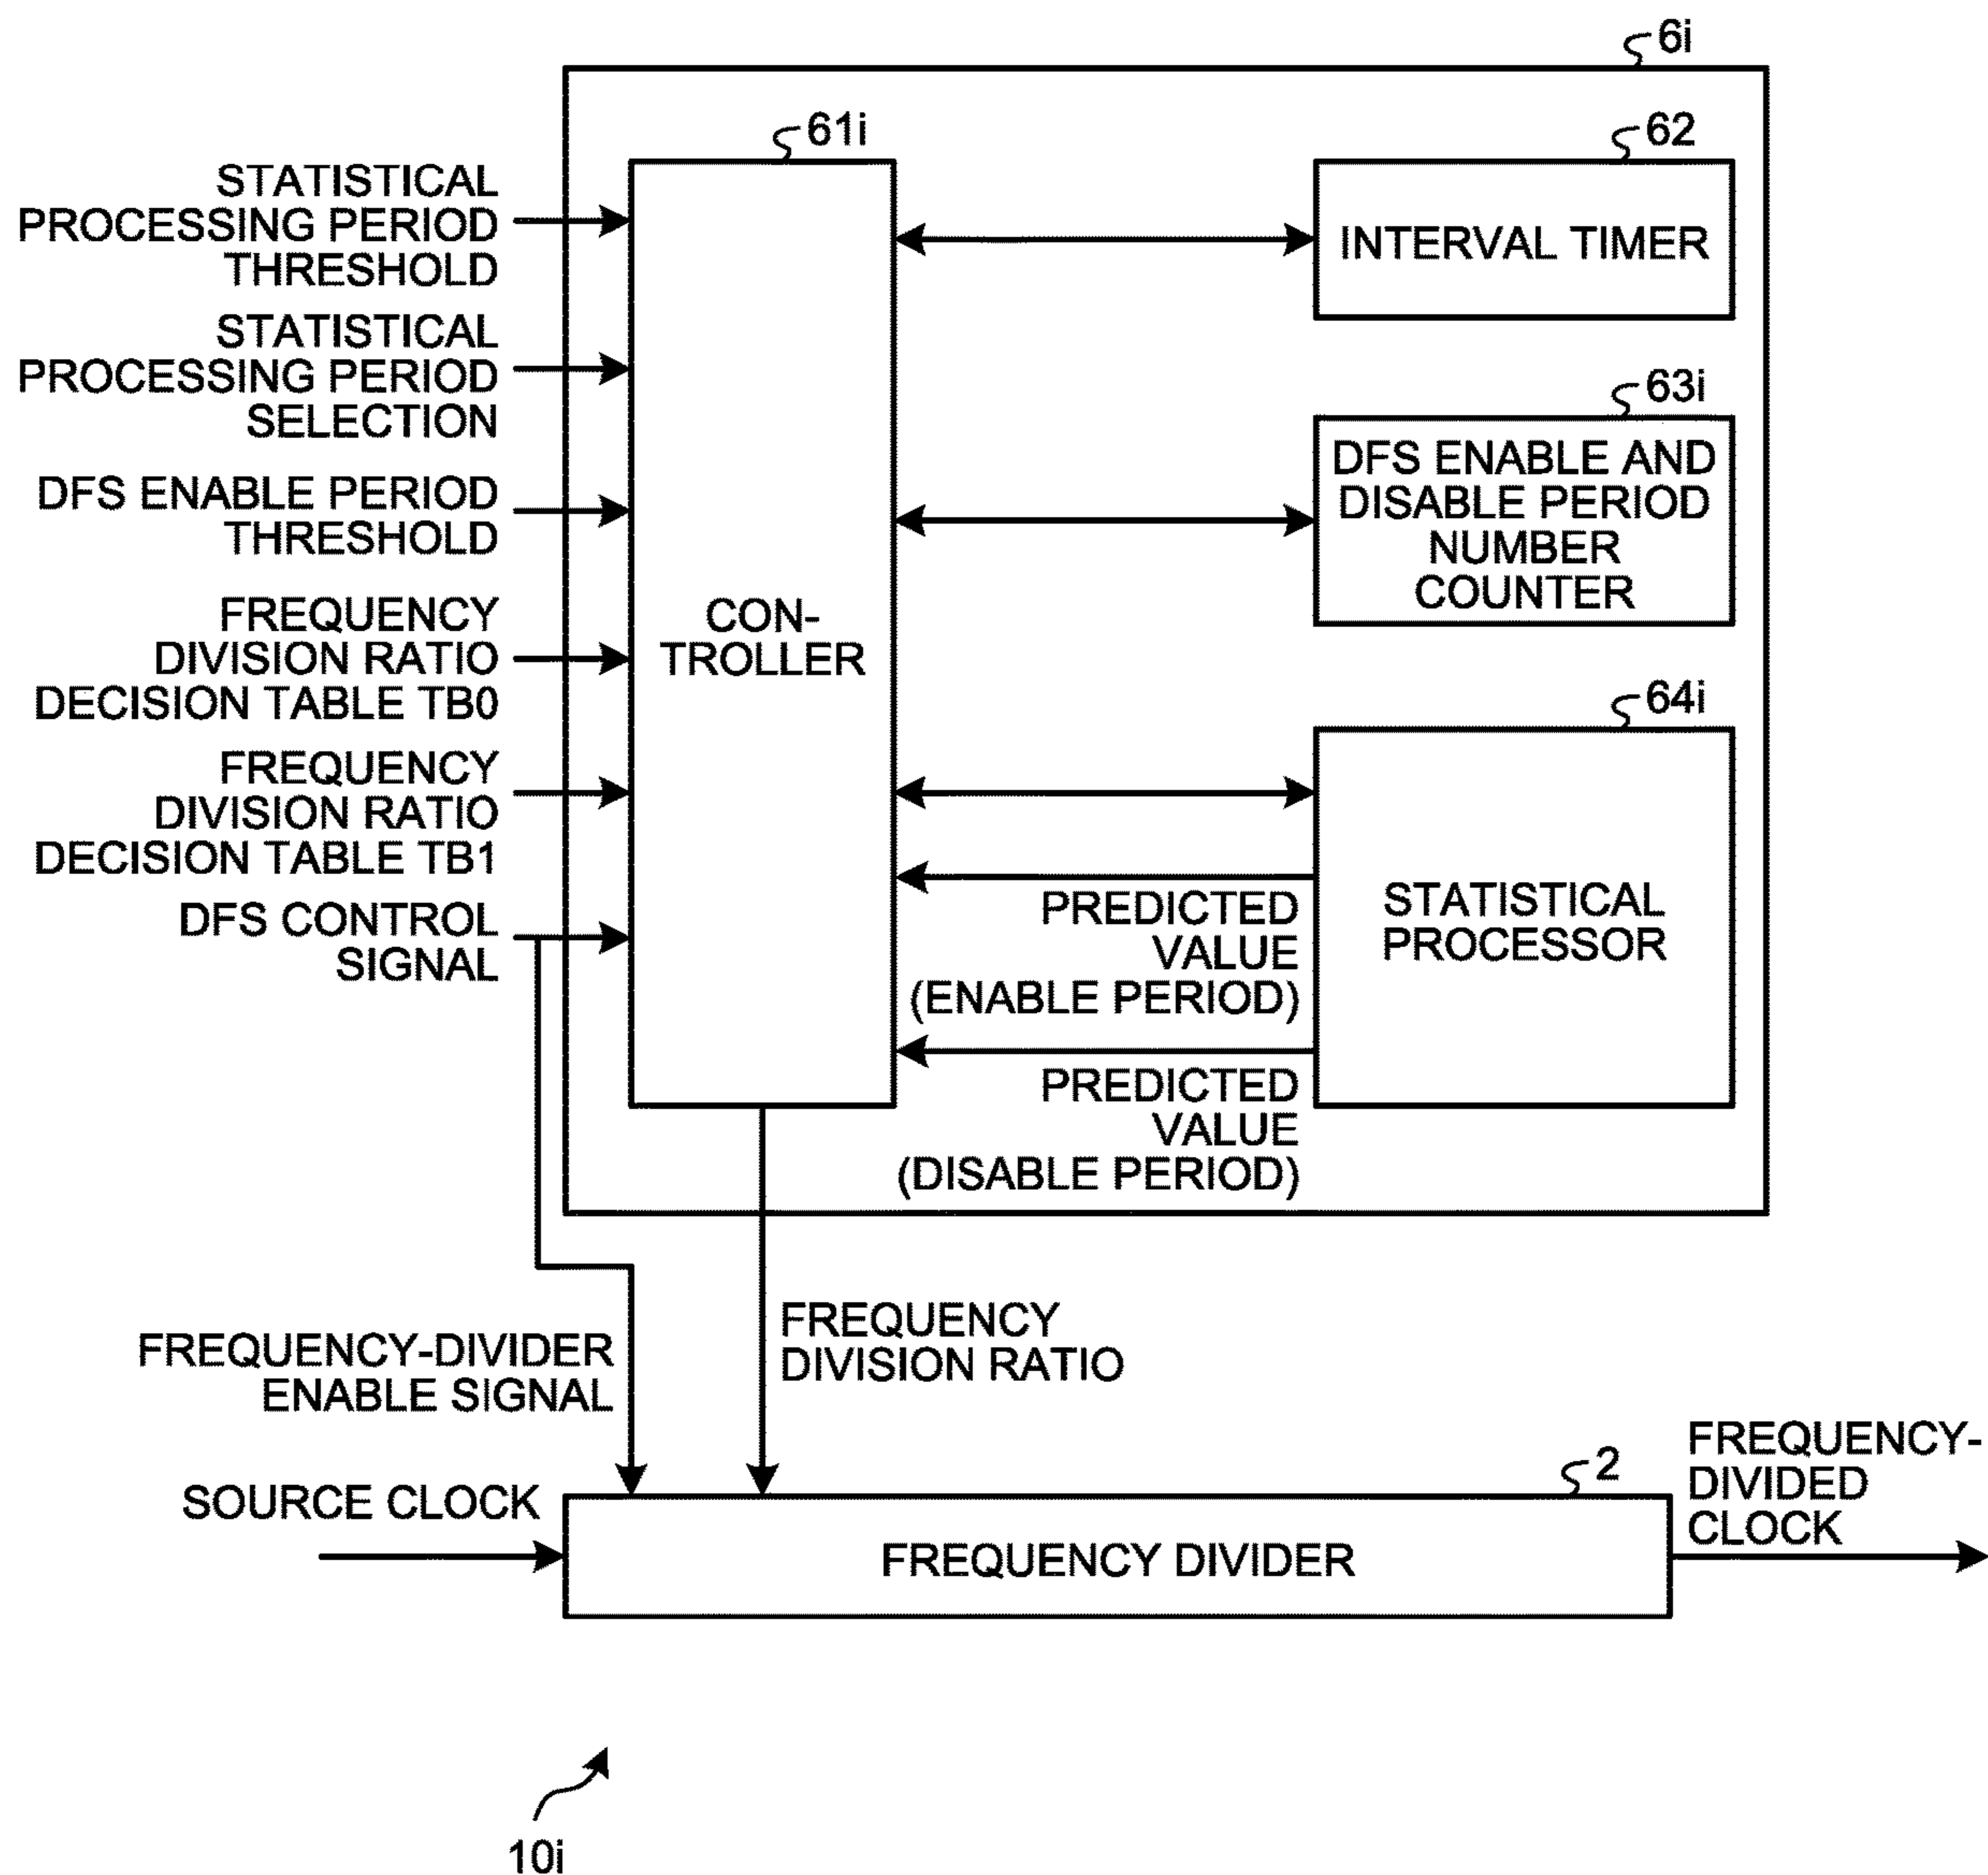 6i
61i
62
STATISTICAL
PROCESSING PERIOD
THRESHOLD
INTERVAL TIMER
STATISTICAL
PROCESSING PERIOD
SELECTION
63i
DFS ENABLE AND
DISABLE PERIOD
NUMBER
COUNTER
DFS ENABLE PERIOD
THRESHOLD
CON-
TROLLER
FREQUENCY
DIVISION RATIO
DECISION TABLE TB0
64i
FREQUENCY
DIVISION RATIO
DECISION TABLE TB1
STATISTICAL
PROCESSOR
PREDICTED
VALUE
(ENABLE PERIOD)
DFS CONTROL
SIGNAL
PREDICTED
VALUE
(DISABLE PERIOD)
FREQUENCY-DIVIDER
ENABLE SIGNAL
FREQUENCY
DIVISION RATIO
SOURCE CLOCK
2
FREQUENCY DIVIDER
FREQUENCY-
DIVIDED
CLOCK
10i